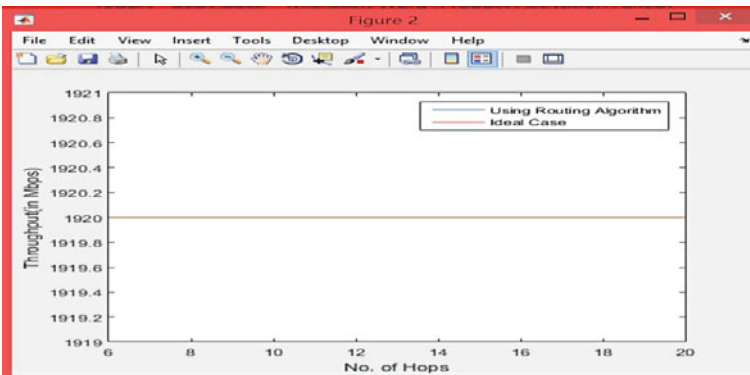 Figure 2
File Edit View Insert Tools Desktop Window Help
1921
1920.8
1920.6
1920.4
1920.2
1920
1919.8
1919.6
1919.4
1919.2
1919
Throughput(in Mbps)
Using Routing Algorithm
Ideal Case
6 8 10 12 14 16 18 20
No. of Hops